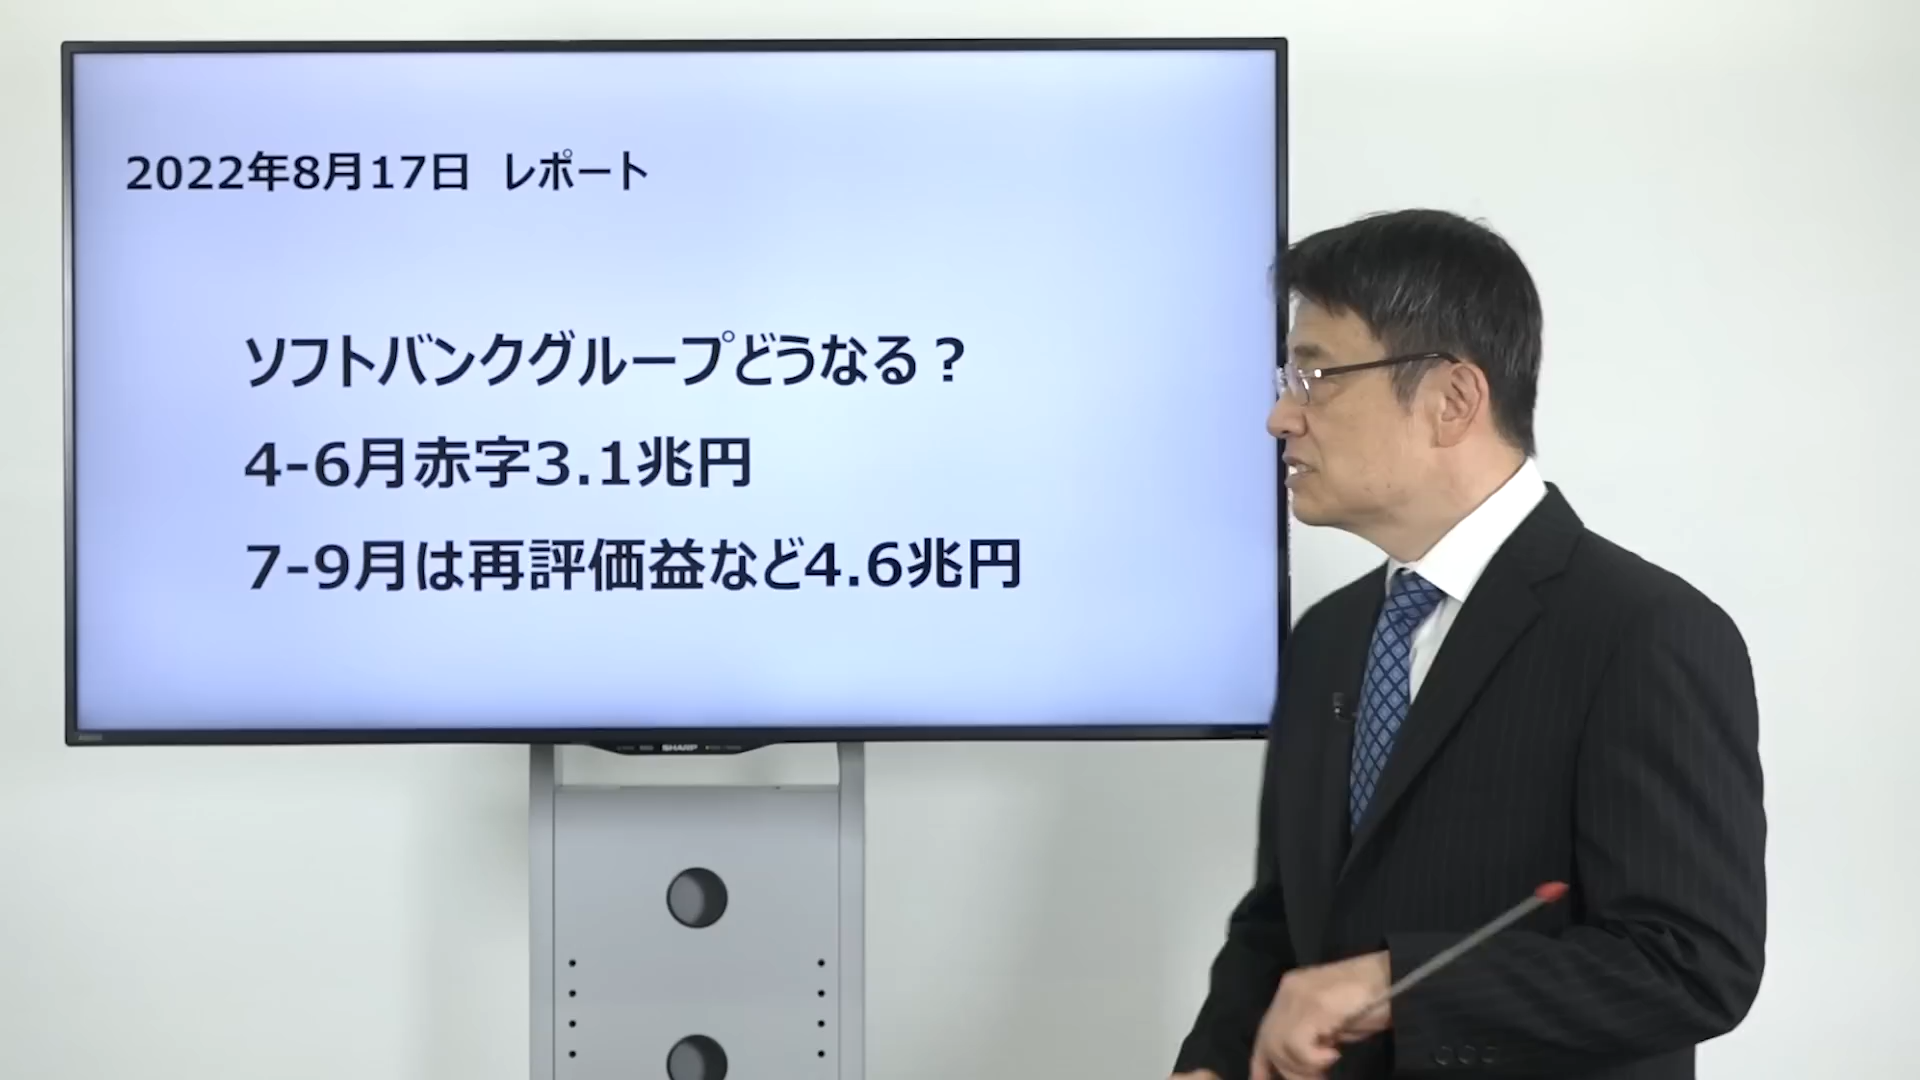 2022年8月17日 レポート
ソフトバンクグループどうなる？
4-6月赤字3.1兆円
7-9月は再評価益など4.6兆円
SHARP